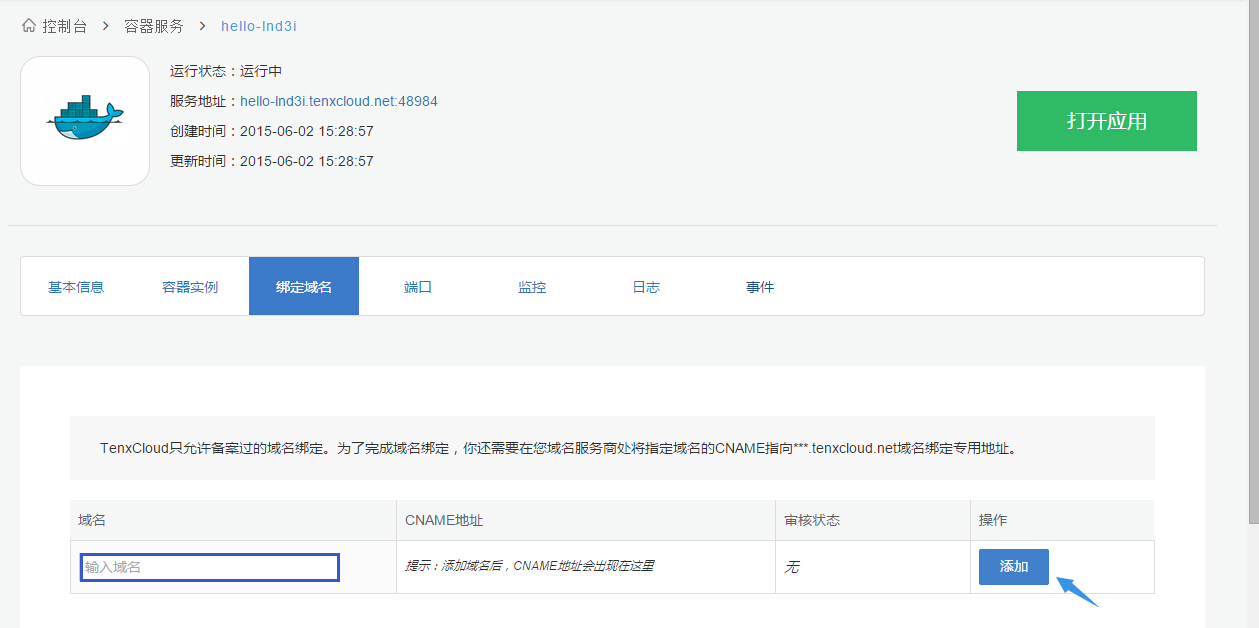 控制台 > 容器服务 > hello-lnd3i
运行状态：运行中
服务地址：hello-lnd3i.tenxcloud.net:48984
创建时间：2015-06-02 15:28:57
更新时间：2015-06-02 15:28:57
打开应用
基本信息 容器实例 绑定域名 端口 监控 日志 事件
TenxCloud只允许备案过的域名绑定。为了完成域名绑定，你还需要在您域名服务商处将指定域名的CNAME指向***.tenxcloud.net域名绑定专用地址。
域名 CNAME地址 审核状态 操作
输入域名 提示：添加域名后，CNAME地址会出现在这里 无 添加